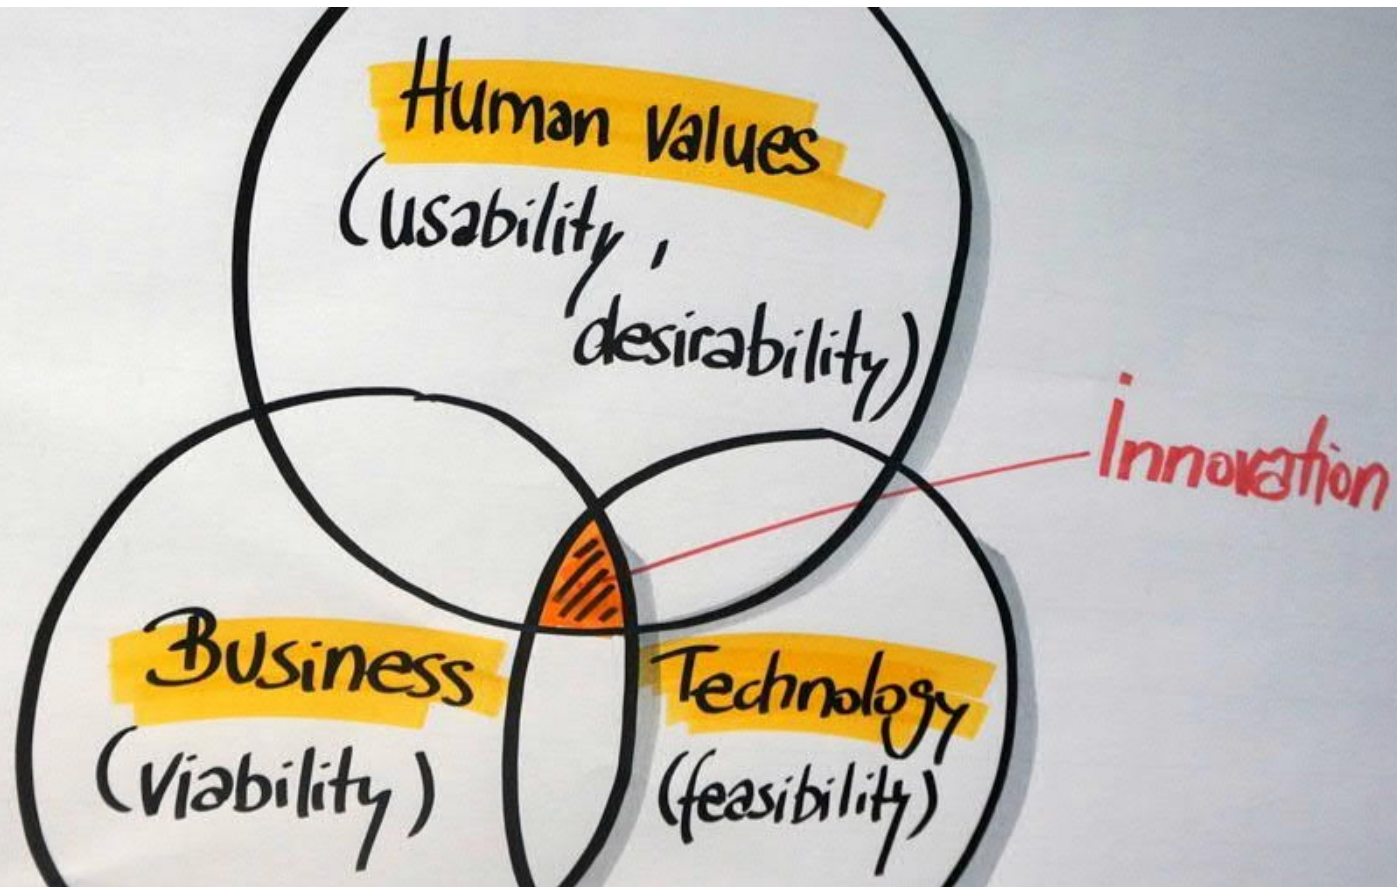 Human Values
(usability,
desirability)
Innovation
Business
(viability)
Technology
(feasibility)